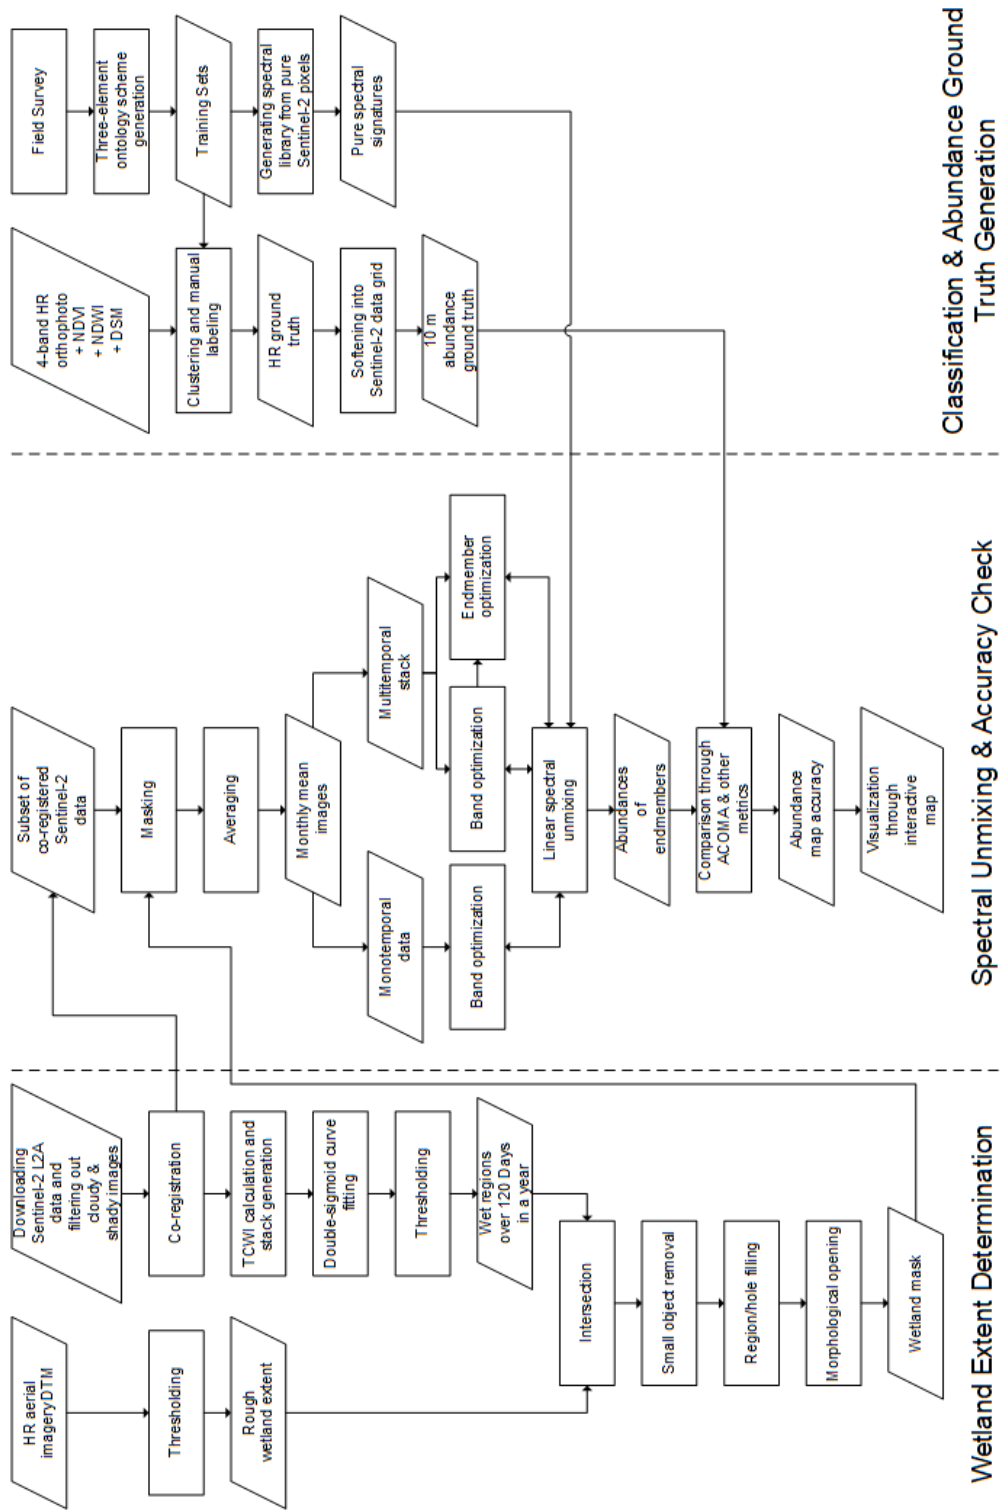 HR aerial
imageryDTM
Thresholding
Rough
wetland extent
Downloading
Sentinel-2 L2A
data and
filtering out
cloudy &
shady images
Co-registration
TCWI calculation and
stack generation
Double-sigmoid curve
fitting
Thresholding
Wet regions
over 120 Days
in a year
Intersection
Small object removal
Region/hole filling
Morphological opening
Wetland mask
Wetland Extent Determination
Subset of
co-registered
Sentinel-2
data
Masking
Averaging
Monthly mean
images
Monotemporal
data
Multitemporal
stack
Band optimization
Band optimization
Endmember
optimization
Linear spectral
unmixing
Abundances
of
endmembers
Comparison through
ACOMA & other
metrics
Abundance
map accuracy
Visualization
through
interactive
map
Spectral Unmixing & Accuracy Check
4-band HR
orthophoto
+ NDVI
+ NDWI
+ DSM
Clustering and manual
labeling
HR ground
truth
Softening into
Sentinel-2 data grid
10 m
abundance
ground truth
Field Survey
Three-element
ontology scheme
generation
Training Sets
Generating spectral
library from pure
Sentinel-2 pixels
Pure spectral
signatures
Classification & Abundance Ground
Truth Generation